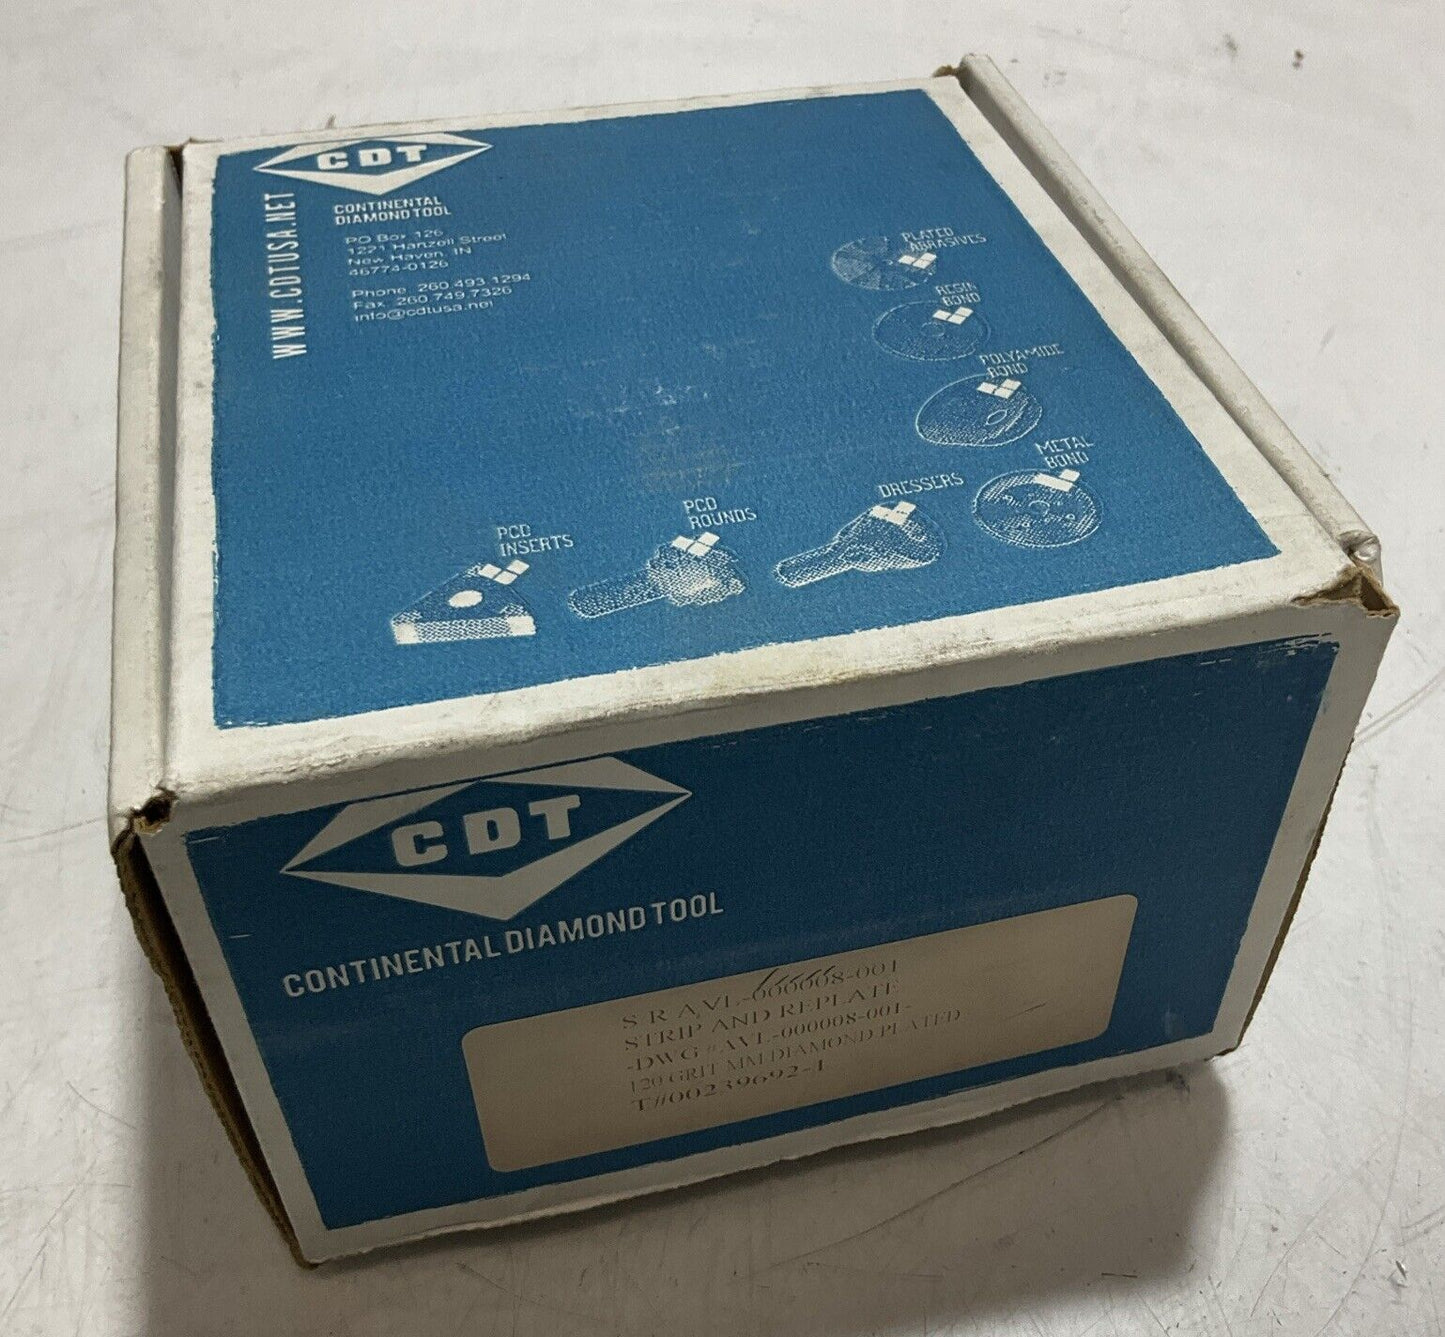 CDT
CONTINENTAL
DIAMOND TOOL
PO Box 126
1221 Hanzell Street
New Haven, IN
46774-0126
Phone 260.493.1294
Fax 260.749.7326
info@cdtusa.net
WWW.CDTUSA.NET
PLATED
ABRASIVES
RESIN
BOND
POLYAMIDE
BOND
METAL
BOND
DRESSERS
PCD
ROUNDS
PCD
INSERTS
CDT
CONTINENTAL DIAMOND TOOL
S R AVL-000008-001
STRIP AND REPLATE
-DWG #AVL-000008-001-
120 GRIT MM DIAMOND PLATED
T#00239692-1